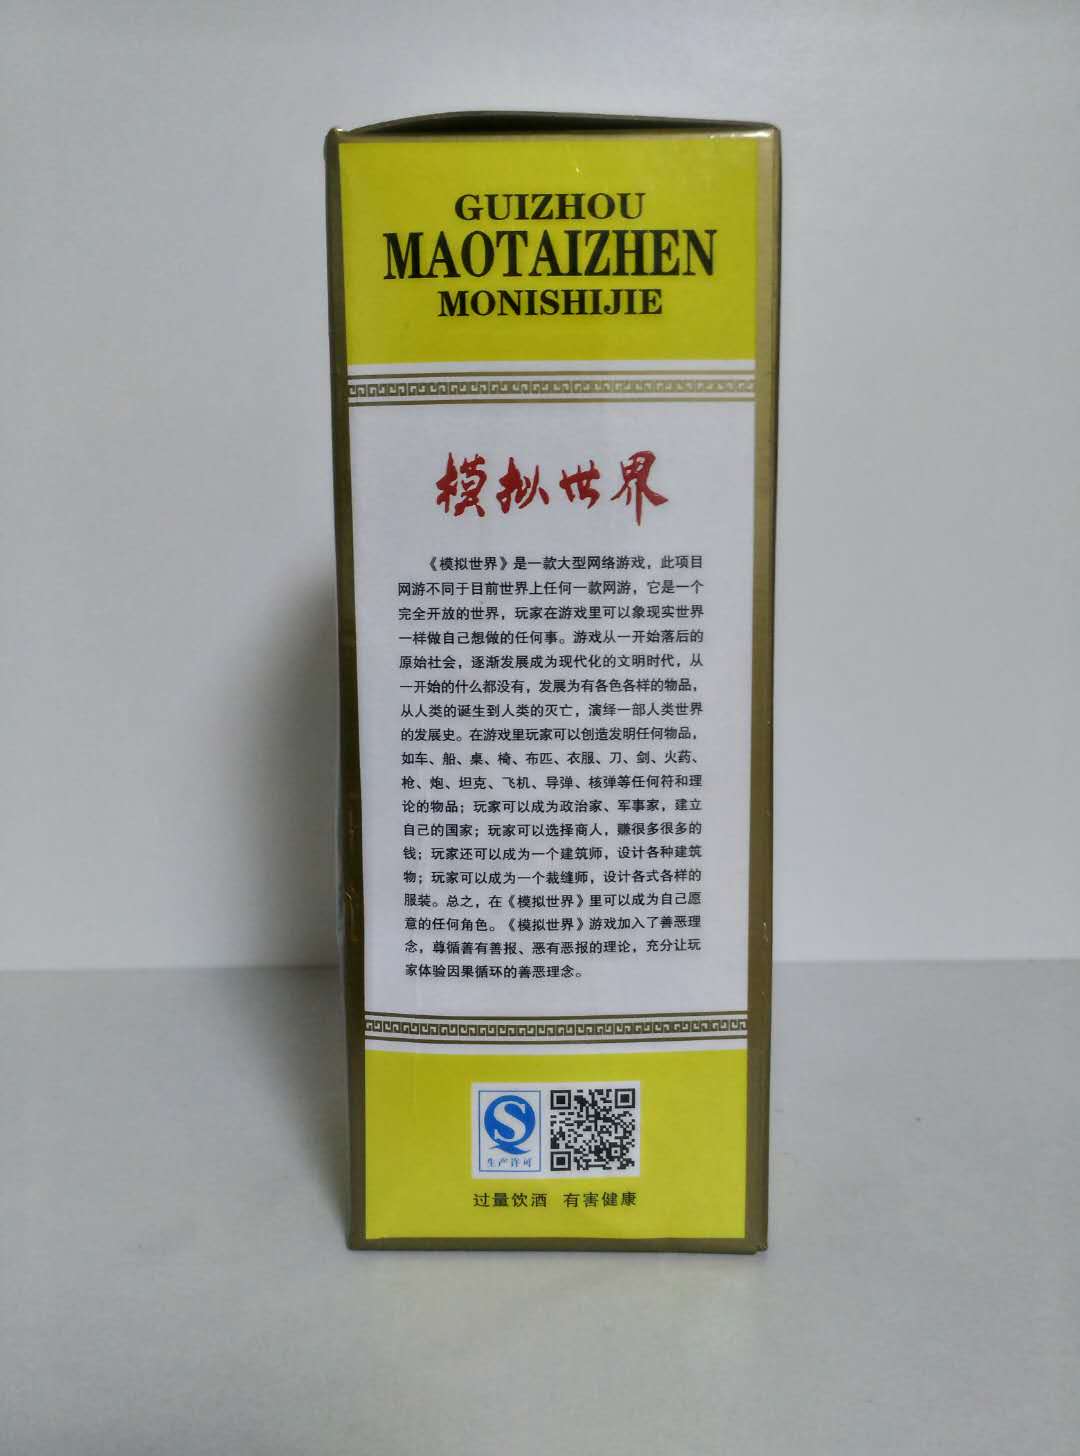 GUIZHOU
MAOTAIZHEN
MONISHIJIE
模拟世界
《模拟世界》是一款大型网络游戏，此项目
网游不同于目前世界上任何一款网游，它是一个
完全开放的世界，玩家在游戏里可以象现实世界
一样做自己想做的任何事。游戏从一开始落后的
原始社会，逐渐发展成为现代化的文明时代，从
一开始的什么都没有，发展为有各色各样的物品，
从人类的诞生到人类的灭亡，演绎一部人类世界
的发展史。在游戏里玩家可以创造发明任何物品，
如车、船、桌、椅、布匹、衣服、刀、剑、火药、
枪、炮、坦克、飞机、导弹、核弹等任何符和理
论的物品；玩家可以成为政治家、军事家，建立
自己的国家；玩家可以选择商人，赚很多很多的
钱；玩家还可以成为一个建筑师，设计各种建筑
物；玩家可以成为一个裁缝师，设计各式各样的
服装。总之，在《模拟世界》里可以成为自己愿
意的任何角色。《模拟世界》游戏加入了善恶理
念，尊循善有善报、恶有恶报的理论，充分让玩
家体验因果循环的善恶理念。
生产许可
过量饮酒 有害健康